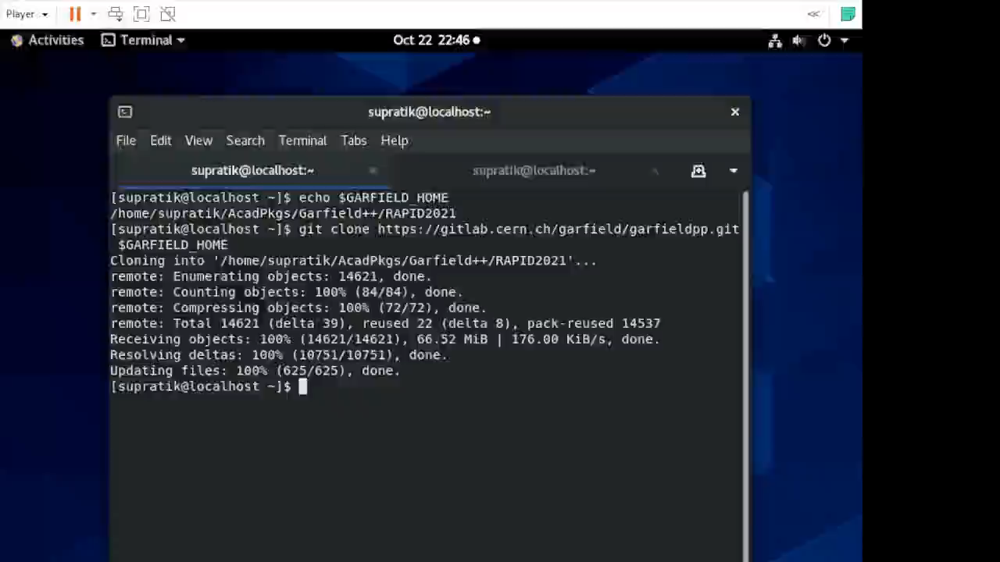 Player
Activities Terminal Oct 22 22:46
supratik@localhost:~
File Edit View Search Terminal Tabs Help
supratik@localhost:~ supratik@localhost:~
[supratik@localhost ~]$ echo $GARFIELD_HOME
/home/supratik/AcadPkgs/Garfield++/RAPID2021
[supratik@localhost ~]$ git clone https://gitlab.cern.ch/garfield/garfieldpp.git
$GARFIELD_HOME
Cloning into '/home/supratik/AcadPkgs/Garfield++/RAPID2021'...
remote: Enumerating objects: 14621, done.
remote: Counting objects: 100% (84/84), done.
remote: Compressing objects: 100% (72/72), done.
remote: Total 14621 (delta 39), reused 22 (delta 8), pack-reused 14537
Receiving objects: 100% (14621/14621), 66.52 MiB | 176.00 KiB/s, done.
Resolving deltas: 100% (10751/10751), done.
Updating files: 100% (625/625), done.
[supratik@localhost ~]$